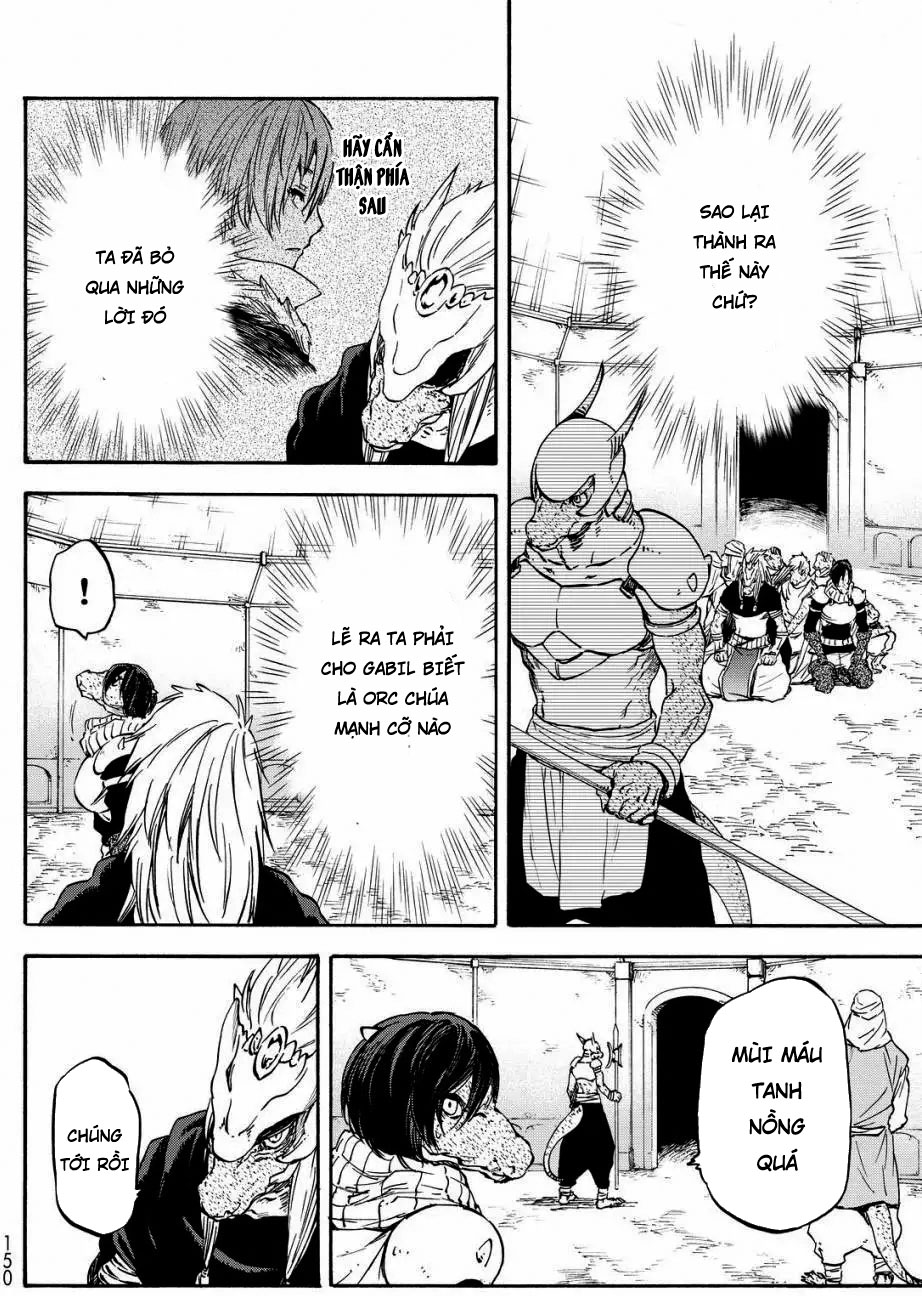 SAO LẠI
THÀNH RA
THẾ NÀY
CHỨ?
HÃY CẨN
THẬN PHÍA
SAU
TA ĐÃ BỎ
QUA NHỮNG
LỜI ĐÓ
!
LẼ RA TA PHẢI
CHO GABIL BIẾT
LÀ ORC CHÚA
MẠNH CỠ NÀO
MÙI MÁU
TANH
NỒNG
QUÁ
CHÚNG
TỚI RỒI
150